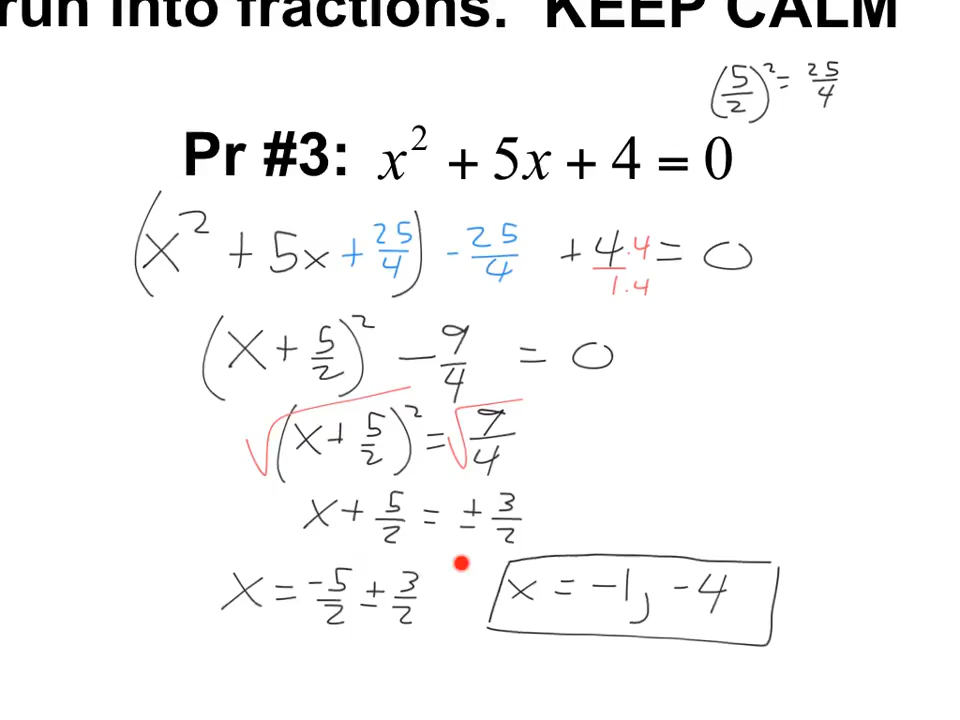 run into fractions. KEEP CALM
(5/2)² = 25/4
Pr #3: x² + 5x + 4 = 0
(x² + 5x + 25/4) - 25/4 + 4·4/1·4 = 0
(x + 5/2)² - 9/4 = 0
√(x + 5/2)² = √9/4
x + 5/2 = ± 3/2
x = -5/2 ± 3/2
x = -1, -4